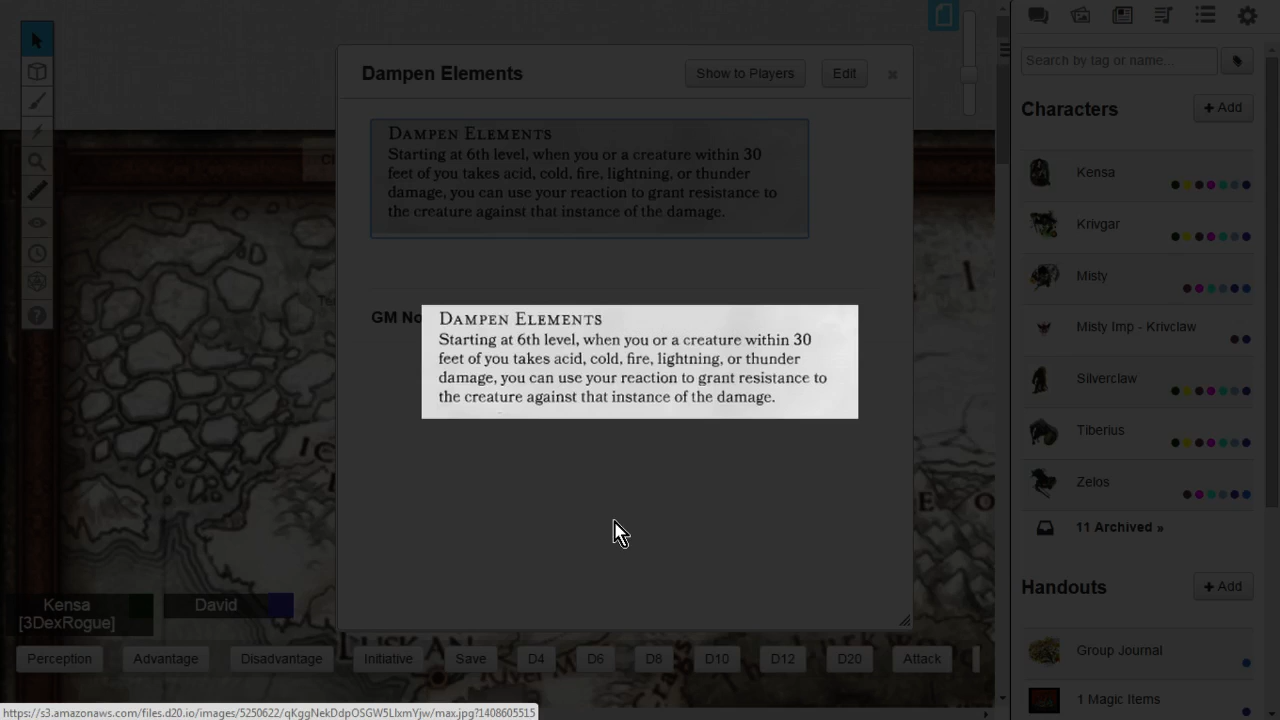 Search by tag or name...
Dampen Elements
Show to Players
Edit
×
Characters
+ Add
DAMPEN ELEMENTS
Starting at 6th level, when you or a creature within 30
feet of you takes acid, cold, fire, lightning, or thunder
damage, you can use your reaction to grant resistance to
the creature against that instance of the damage.
Kensa
Krivgar
Misty
GM No
DAMPEN ELEMENTS
Starting at 6th level, when you or a creature within 30
feet of you takes acid, cold, fire, lightning, or thunder
damage, you can use your reaction to grant resistance to
the creature against that instance of the damage.
Misty Imp - Krivclaw
Silverclaw
Tiberius
Zelos
11 Archived »
Handouts
+ Add
Kensa
[3DexRogue]
David
LUSKAN
Group Journal
Perception
Advantage
Disadvantage
Initiative
Save
D4
D6
D8
D10
D12
D20
Attack
1 Magic Items
https://s3.amazonaws.com/files.d20.io/images/5250622/qKggNekDdpOSGW5LlxmYjw/max.jpg?1408605515